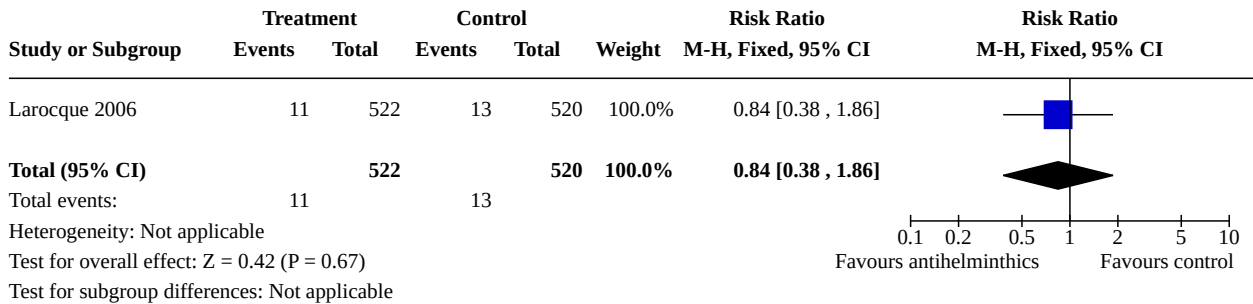 Treatment Control Risk Ratio Risk Ratio
Study or Subgroup Events Total Events Total Weight M-H, Fixed, 95% CI M-H, Fixed, 95% CI
Larocque 2006 11 522 13 520 100.0% 0.84 [0.38 , 1.86]
Total (95% CI) 522 520 100.0% 0.84 [0.38 , 1.86]
Total events: 11 13
Heterogeneity: Not applicable
0.1 0.2 0.5 1 2 5 10
Test for overall effect: Z = 0.42 (P = 0.67) Favours antihelminthics Favours control
Test for subgroup differences: Not applicable